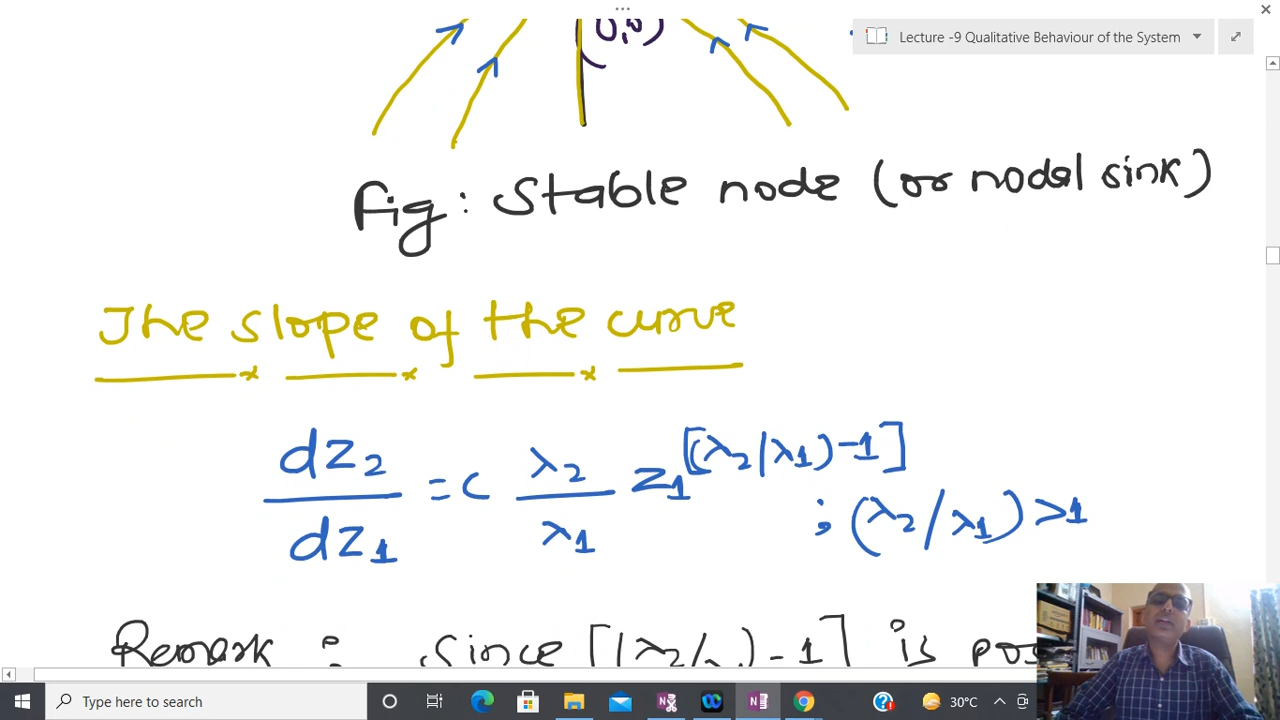 (0,0)
Lecture -9 Qualitative Behaviour of the System
Fig : Stable node (or nodal sink)
The slope of the curve
dz₂/dz₁ = c λ₂/λ₁ z₁^[(λ₂/λ₁)-1] ; (λ₂/λ₁) >1
Remark : Since [(λ₂/λ₁)-1] is pos
Type here to search
30°C